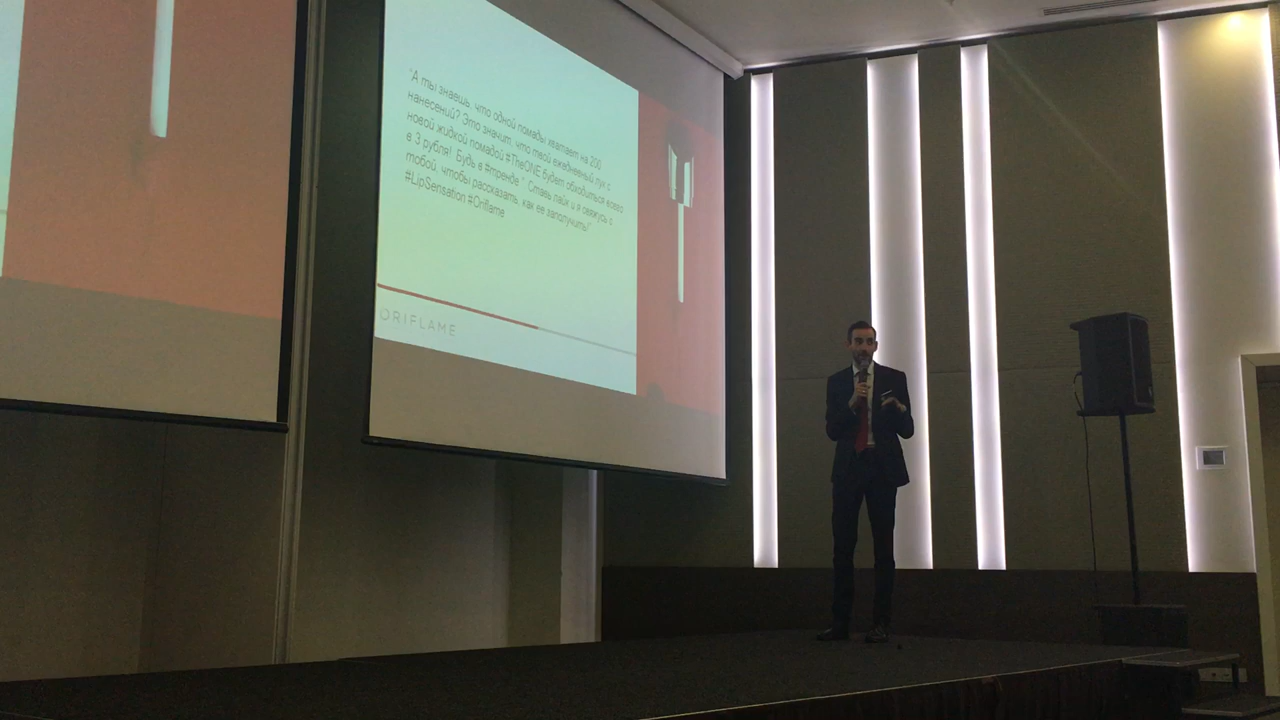 "А ты знаешь, что одной помады хватает на 200
нанесений? Это значит, что твой ежедневный лук с
новой жидкой помадой #TheONE будет обходиться всего
в 3 рубля! Будь в #тренде " Ставь лайк и я свяжусь с
тобой, чтобы рассказать, как ее заполучить!"
#LipSensation #Oriflame
ORIFLAME